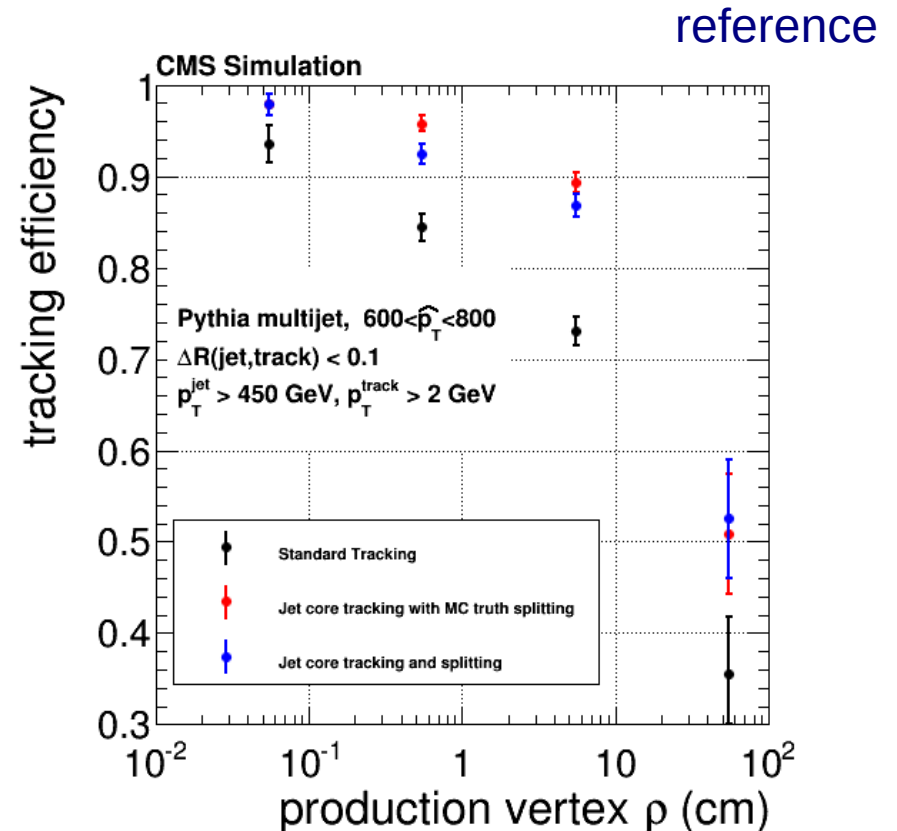 reference
CMS Simulation
tracking efficiency
1
0.9
0.8
0.7
0.6
0.5
0.4
0.3
Pythia multijet, 600<p̂T<800
ΔR(jet,track) < 0.1
pTjet > 450 GeV, pTtrack > 2 GeV
Standard Tracking
Jet core tracking with MC truth splitting
Jet core tracking and splitting
10-2 10-1 1 10 102
production vertex ρ (cm)